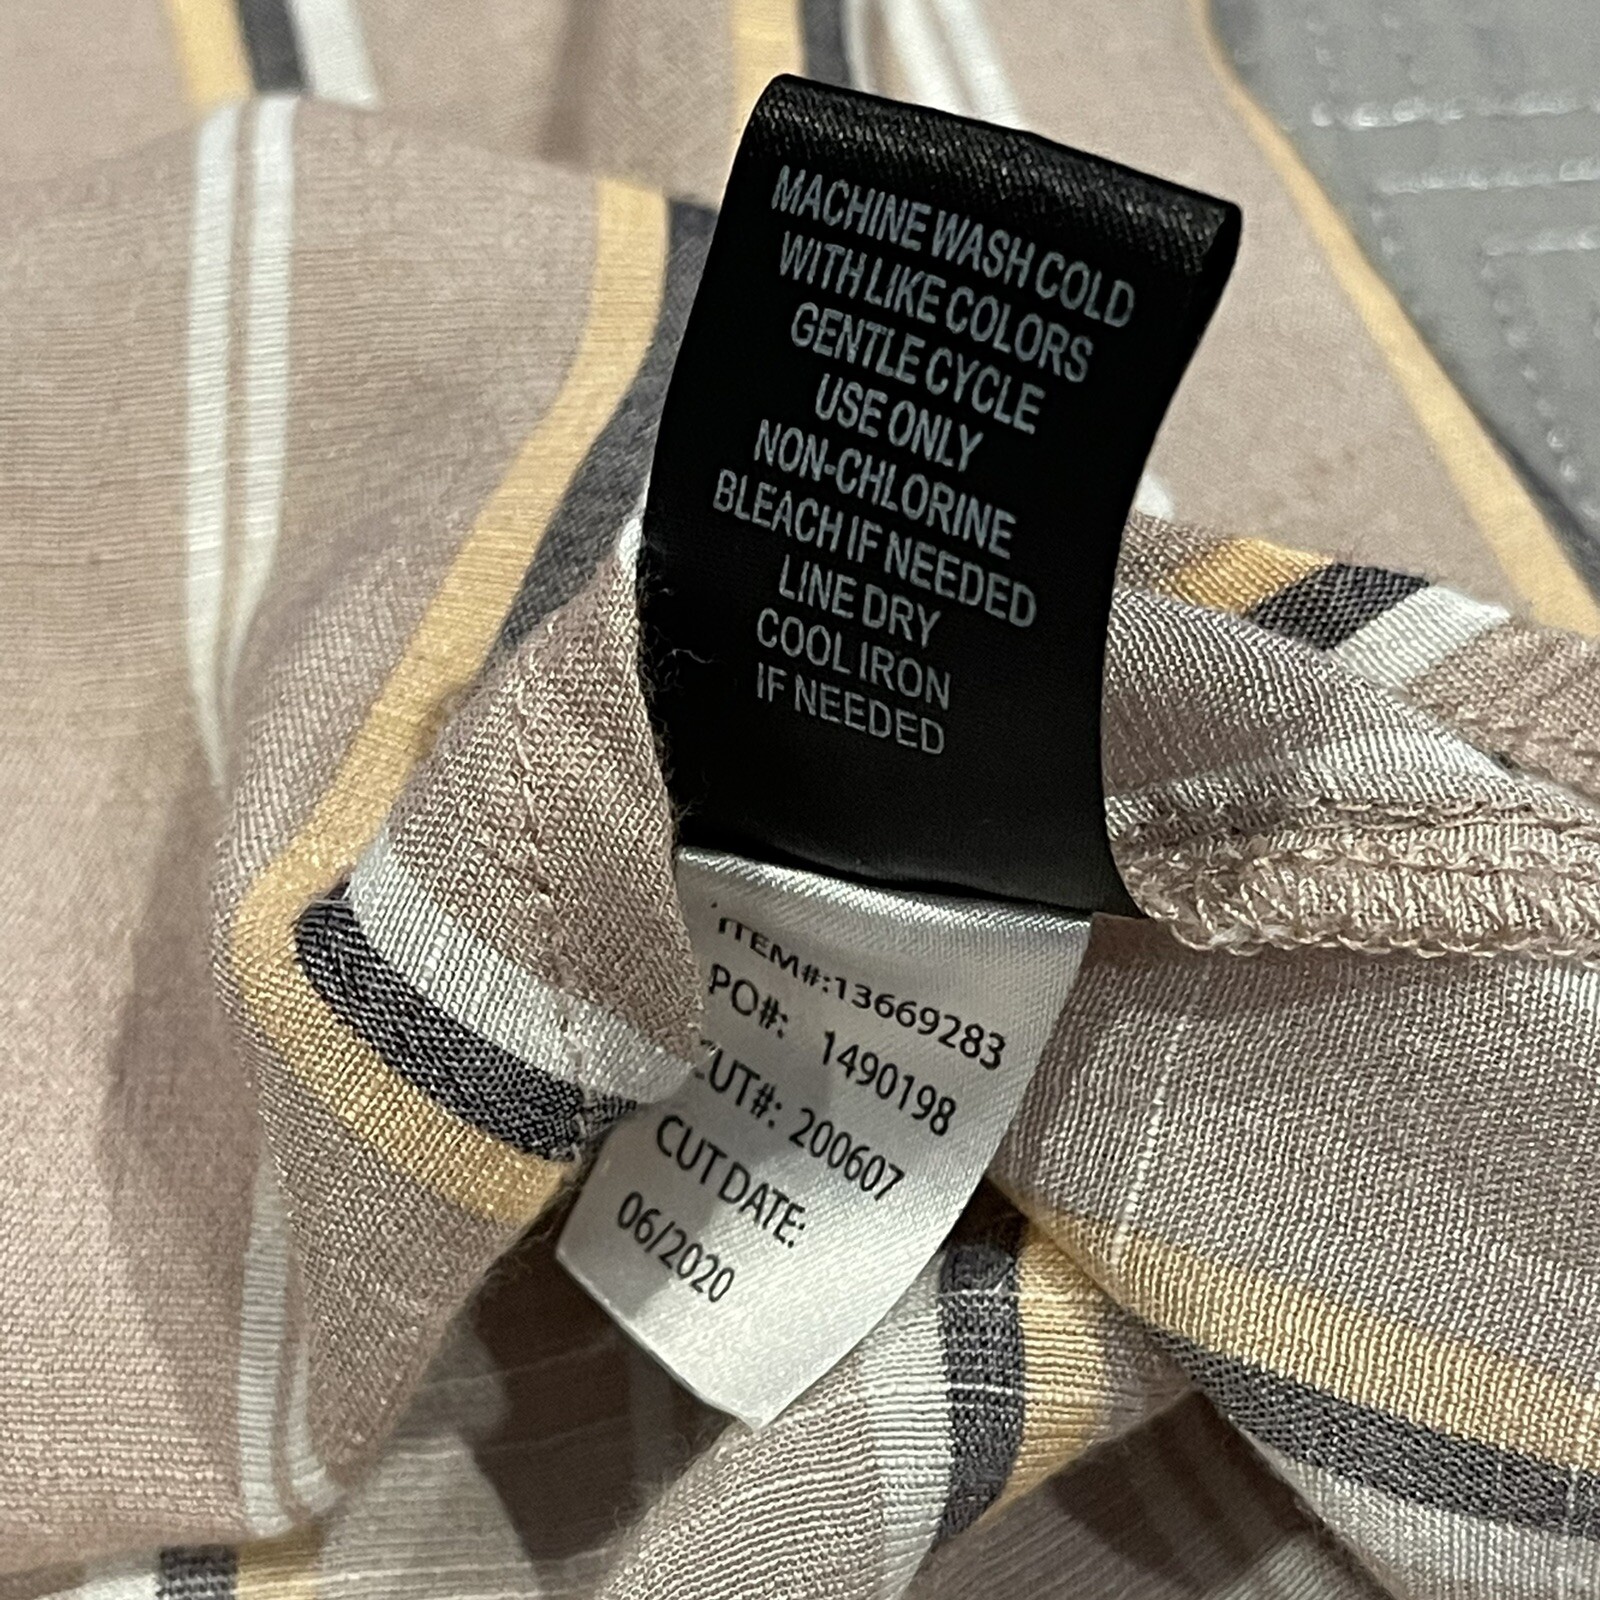 MACHINE WASH COLD
WITH LIKE COLORS
GENTLE CYCLE
USE ONLY
NON-CHLORINE
BLEACH IF NEEDED
LINE DRY
COOL IRON
IF NEEDED
ITEM#:13669283
PO#: 1490198
CUT#: 200607
CUT DATE:
06/2020